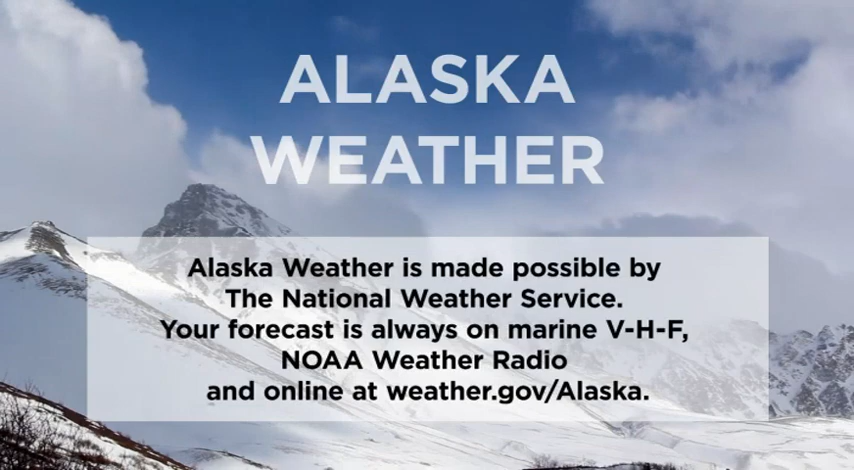 ALASKA
WEATHER
Alaska Weather is made possible by
The National Weather Service.
Your forecast is always on marine V-H-F,
NOAA Weather Radio
and online at weather.gov/Alaska.